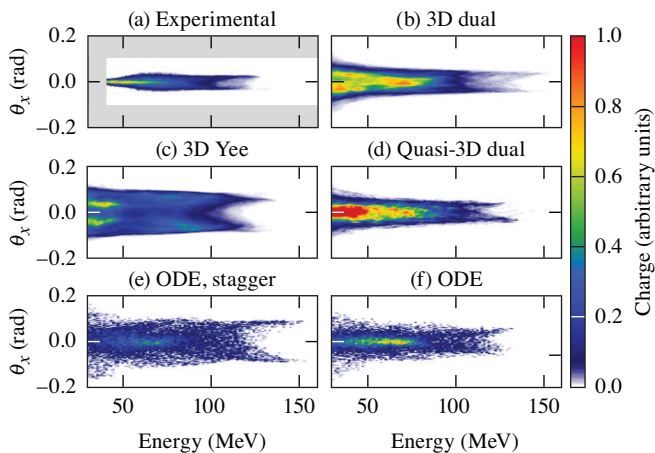 (a) Experimental
(b) 3D dual
0.2
0.0
−0.2
θx (rad)
(c) 3D Yee
(d) Quasi-3D dual
0.2
0.0
0.2
θx (rad)
(e) ODE, stagger
(f) ODE
0.2
0.0
−0.2
θx (rad)
50
100
150
50
100
150
Energy (MeV)
Energy (MeV)
1.0
0.8
0.6
0.4
0.2
0.0
Charge (arbitrary units)